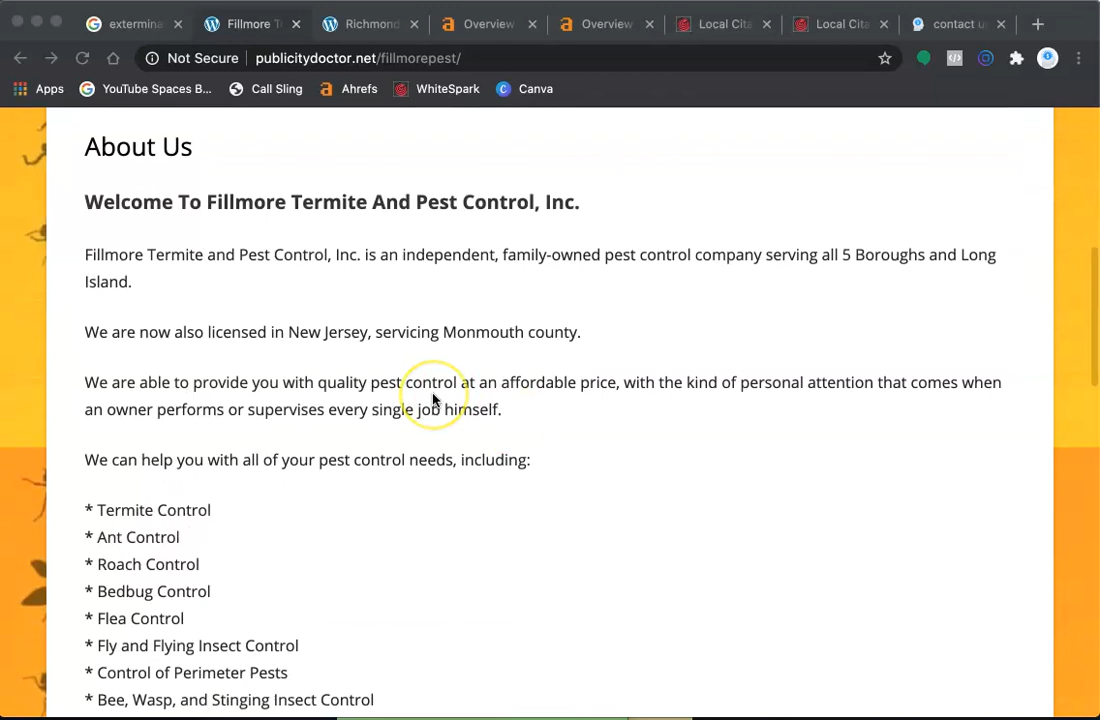 extermina
Fillmore T
Richmond
Overview
Overview
Local Cita
Local Cita
contact u
Not Secure
publicitydoctor.net/fillmorepest/
Apps
YouTube Spaces B...
Call Sling
Ahrefs
WhiteSpark
Canva
About Us
Welcome To Fillmore Termite And Pest Control, Inc.
Fillmore Termite and Pest Control, Inc. is an independent, family-owned pest control company serving all 5 Boroughs and Long
Island.
We are now also licensed in New Jersey, servicing Monmouth county.
We are able to provide you with quality pest control at an affordable price, with the kind of personal attention that comes when
an owner performs or supervises every single job himself.
We can help you with all of your pest control needs, including:
* Termite Control
* Ant Control
* Roach Control
* Bedbug Control
* Flea Control
* Fly and Flying Insect Control
* Control of Perimeter Pests
* Bee, Wasp, and Stinging Insect Control